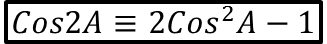 Cos2A ≡ 2Cos²A − 1